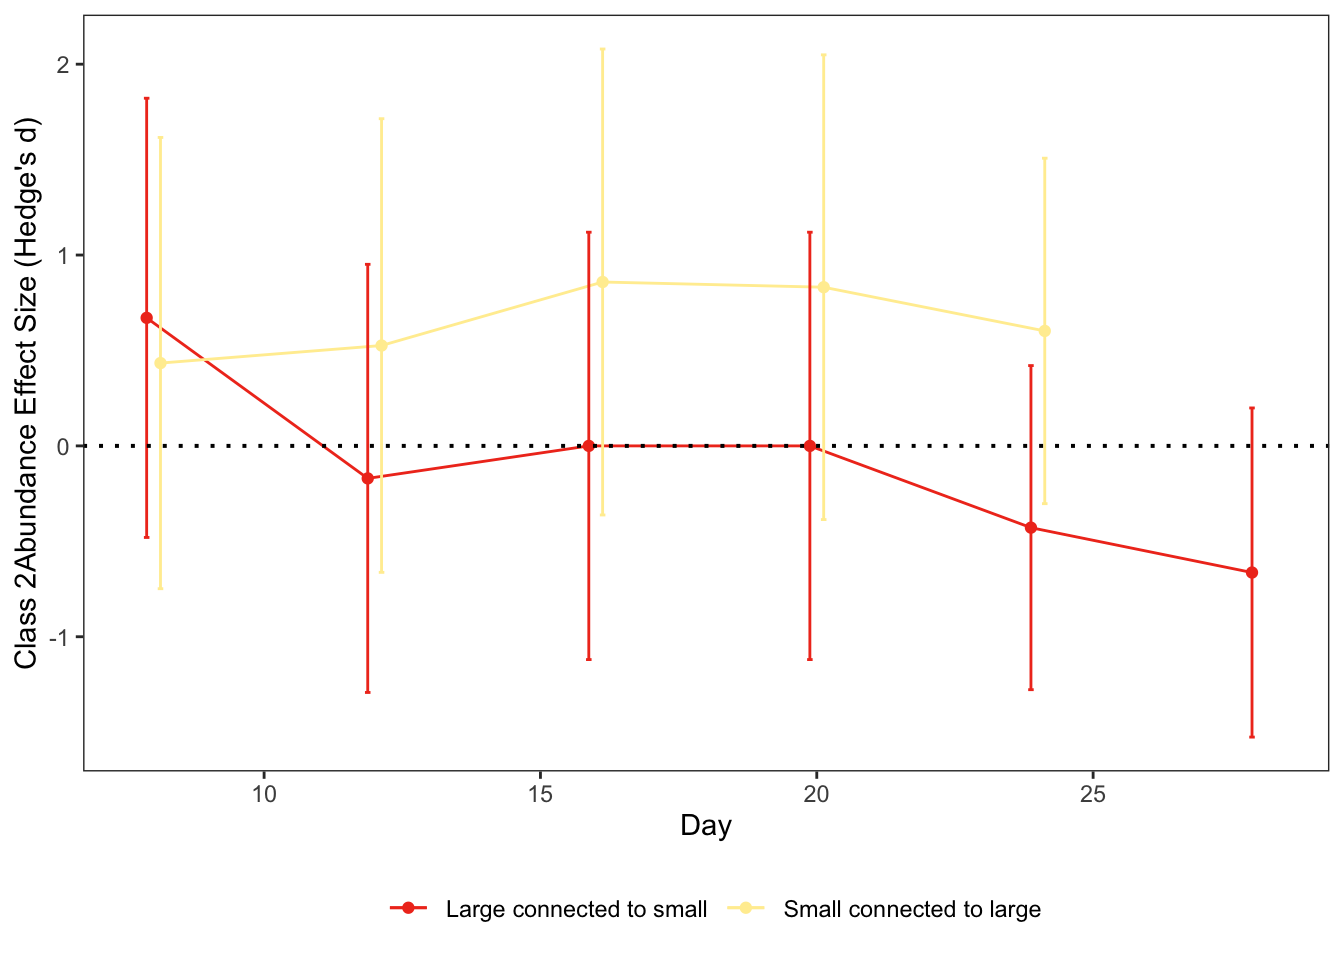 Class 2Abundance Effect Size (Hedge's d)
2
1
0
-1
10 15 20 25
Day
Large connected to small Small connected to large